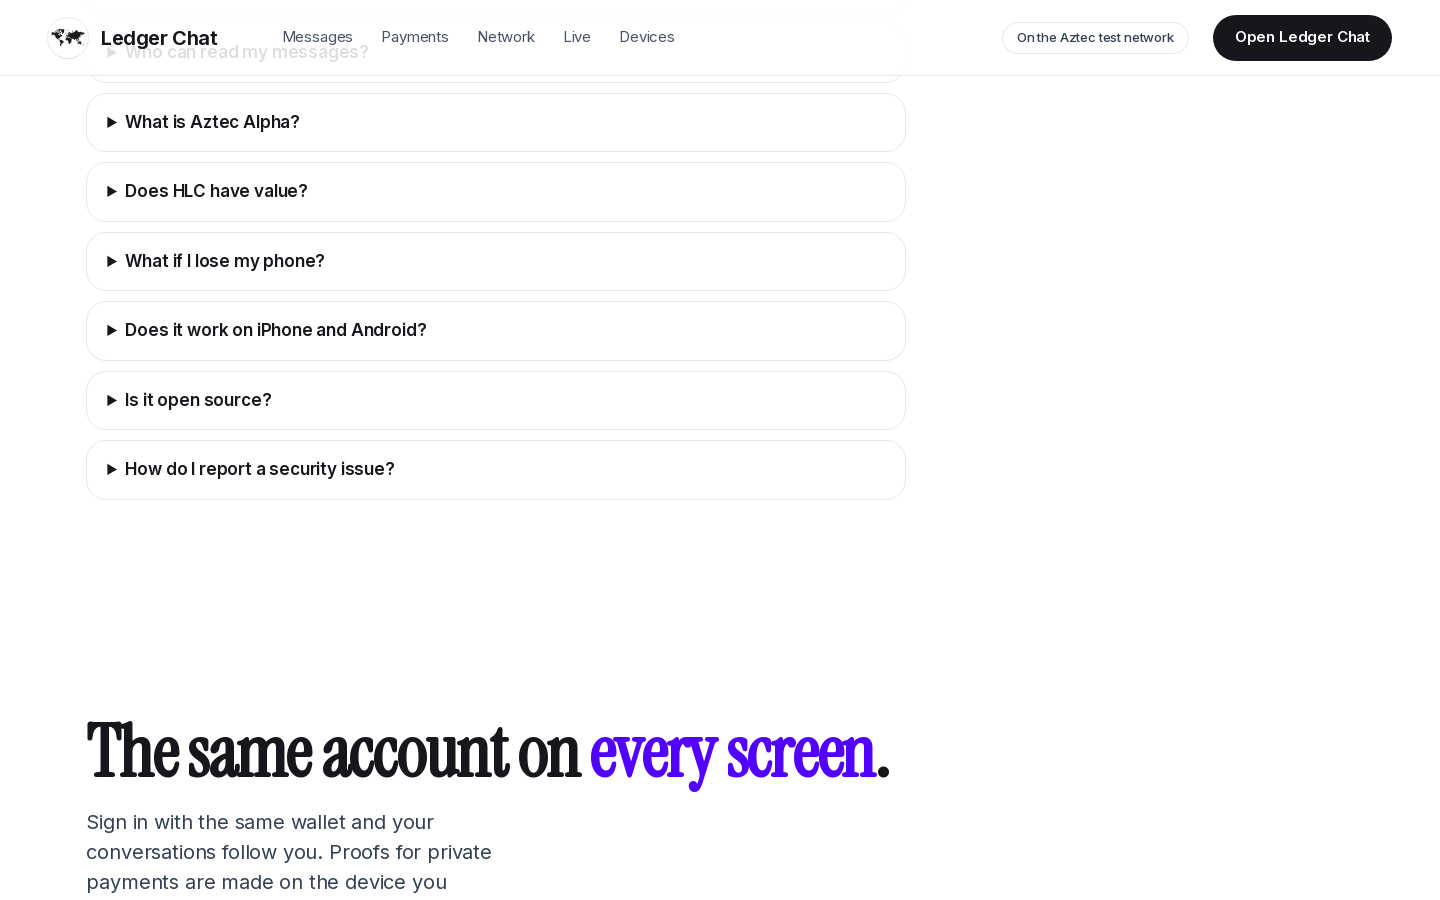 Ledger Chat
Messages
Payments
Network
Live
Devices
On the Aztec test network
Open Ledger Chat
Who can read my messages?
What is Aztec Alpha?
Does HLC have value?
What if I lose my phone?
Does it work on iPhone and Android?
Is it open source?
How do I report a security issue?
The same account on every screen.
Sign in with the same wallet and your
conversations follow you. Proofs for private
payments are made on the device you